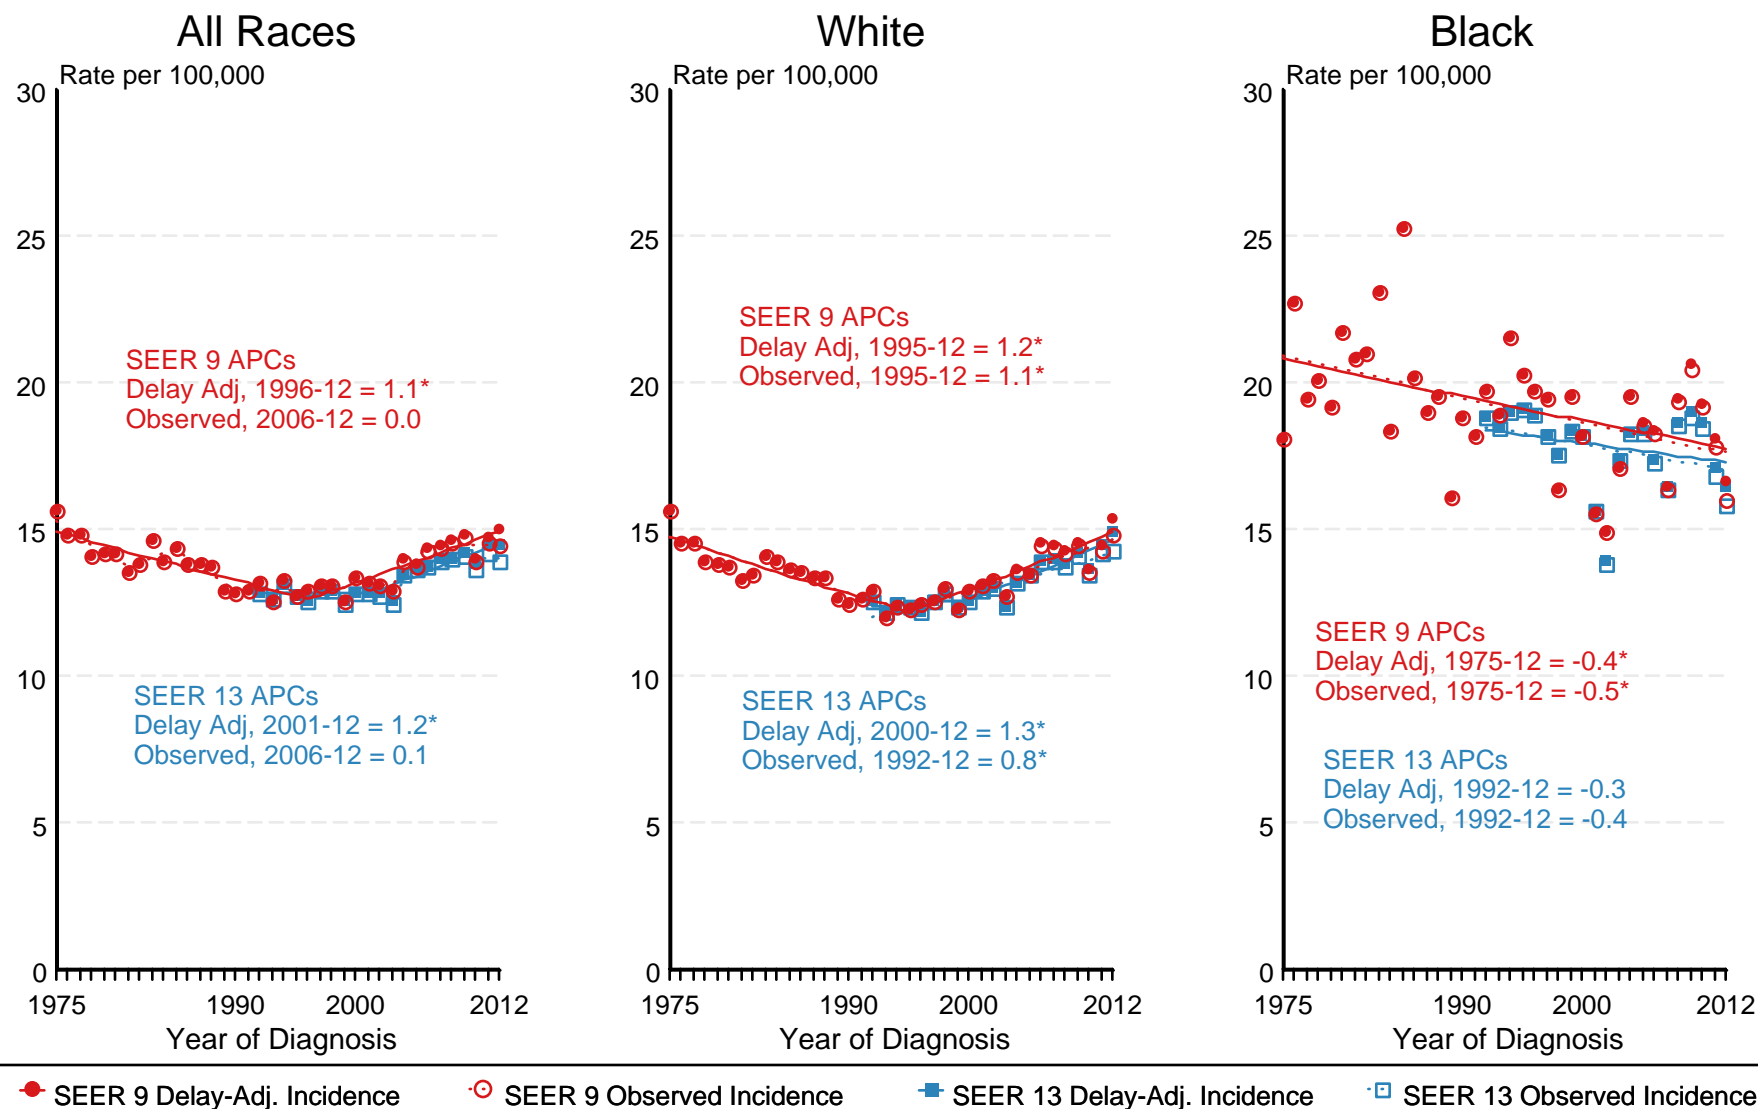 All Races
Rate per 100,000
30
25
20
15
10
5
0
SEER 9 APCs
Delay Adj, 1996-12 = 1.1*
Observed, 2006-12 = 0.0
SEER 13 APCs
Delay Adj, 2001-12 = 1.2*
Observed, 2006-12 = 0.1
1975 1990 2000 2012
Year of Diagnosis
White
Rate per 100,000
30
25
20
15
10
5
0
SEER 9 APCs
Delay Adj, 1995-12 = 1.2*
Observed, 1995-12 = 1.1*
SEER 13 APCs
Delay Adj, 2000-12 = 1.3*
Observed, 1992-12 = 0.8*
1975 1990 2000 2012
Year of Diagnosis
Black
Rate per 100,000
30
25
20
15
10
5
0
SEER 9 APCs
Delay Adj, 1975-12 = -0.4*
Observed, 1975-12 = -0.5*
SEER 13 APCs
Delay Adj, 1992-12 = -0.3
Observed, 1992-12 = -0.4
1975 1990 2000 2012
Year of Diagnosis
SEER 9 Delay-Adj. Incidence SEER 9 Observed Incidence SEER 13 Delay-Adj. Incidence SEER 13 Observed Incidence